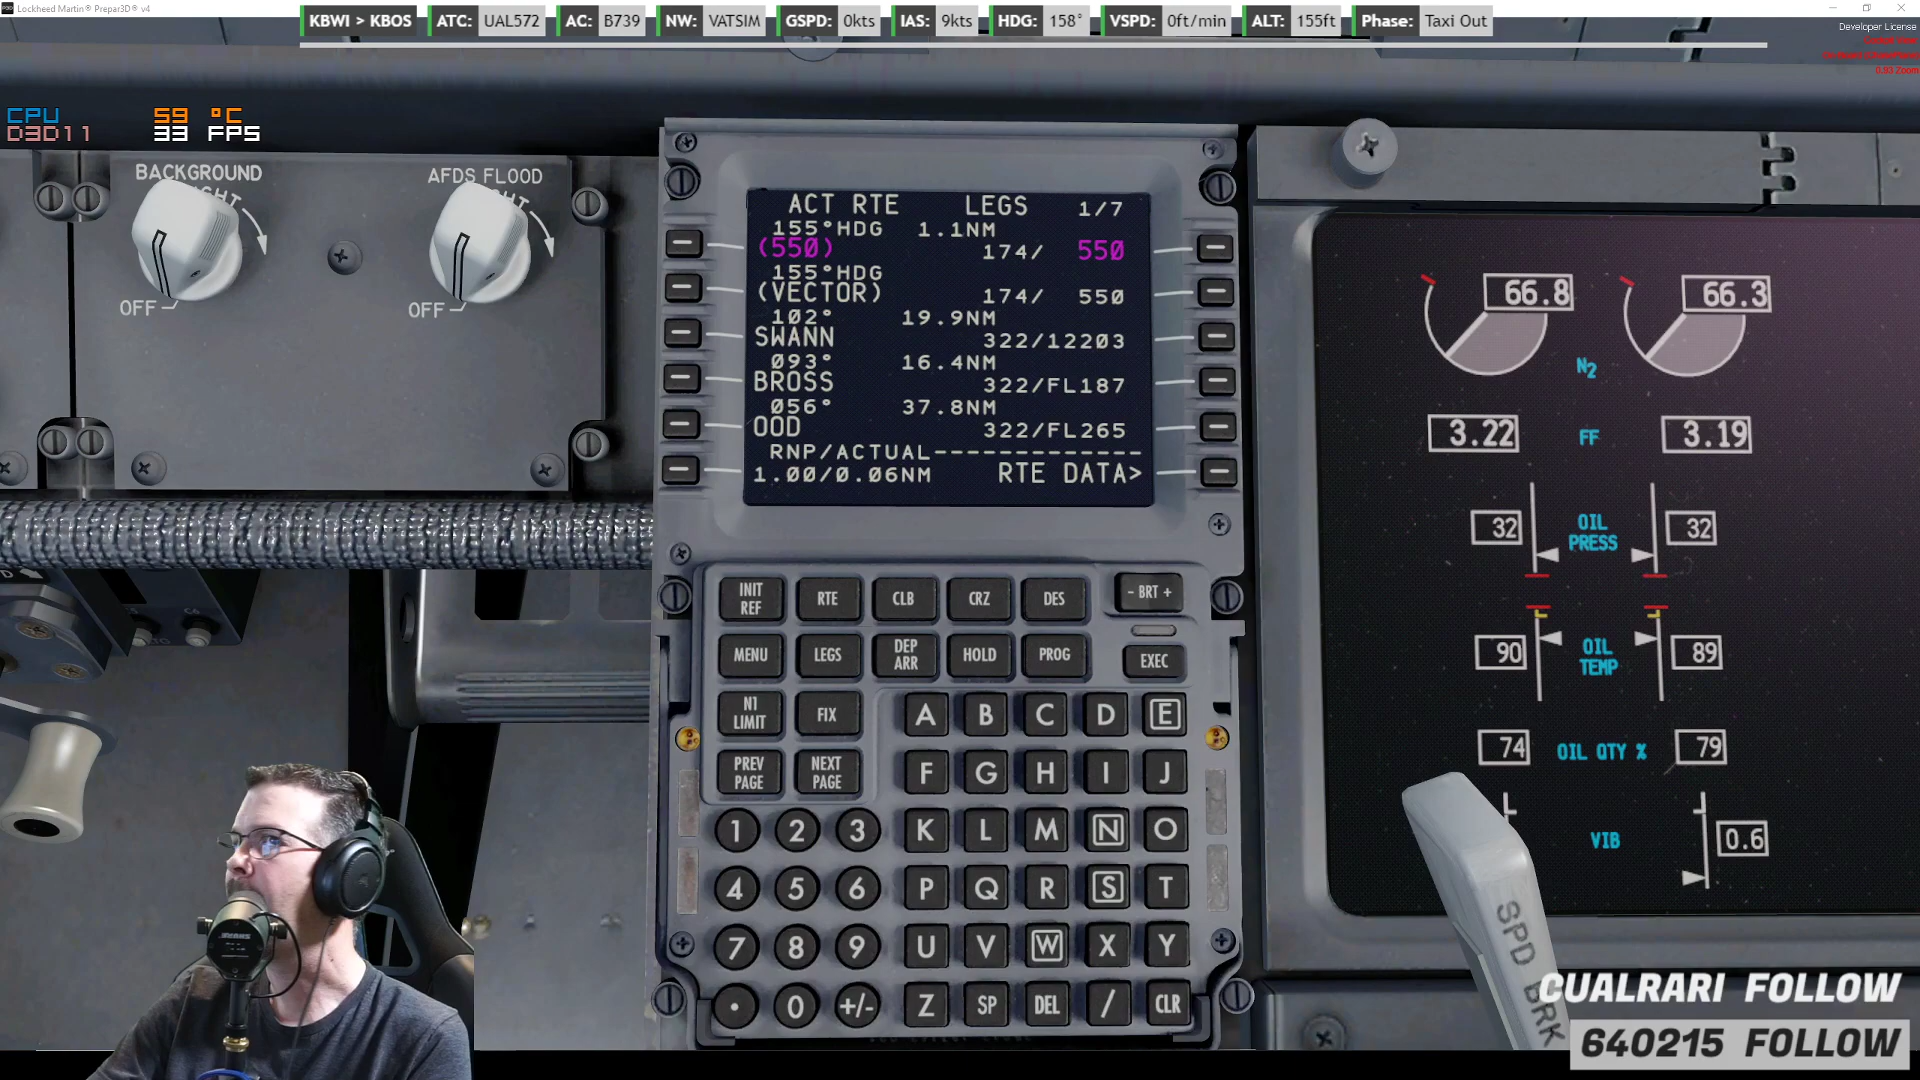 Lockheed Martin® Prepar3D® v4
KBWI > KBOS ATC: UAL572 AC: B739 NW: VATSIM GSPD: 0kts IAS: 9kts HDG: 158° VSPD: 0ft/min ALT: 155ft Phase: Taxi Out
Developer License
0.93 Zoom
CPU 59 °C
D3D11 33 FPS
BACKGROUND
OFF
AFDS FLOOD
OFF
ACT RTE LEGS 1/7
155°HDG 1.1NM
(550) 174/ 550
155°HDG
(VECTOR) 174/ 550
102° 19.9NM
SWANN 322/12203
093° 16.4NM
BROSS 322/FL187
056° 37.8NM
OOD 322/FL265
RNP/ACTUAL------------
1.00/0.06NM RTE DATA>
INIT REF RTE CLB CRZ DES - BRT +
MENU LEGS DEP ARR HOLD PROG EXEC
N1 LIMIT FIX
PREV PAGE NEXT PAGE
A B C D E
F G H I J
1 2 3 K L M N O
4 5 6 P Q R S T
7 8 9 U V W X Y
. 0 +/- Z SP DEL / CLR
66.8 66.3
N2
3.22 FF 3.19
32 OIL PRESS 32
90 OIL TEMP 89
74 OIL QTY % 79
VIB 0.6
SPD BRK
CUALRARI FOLLOW
640215 FOLLOW